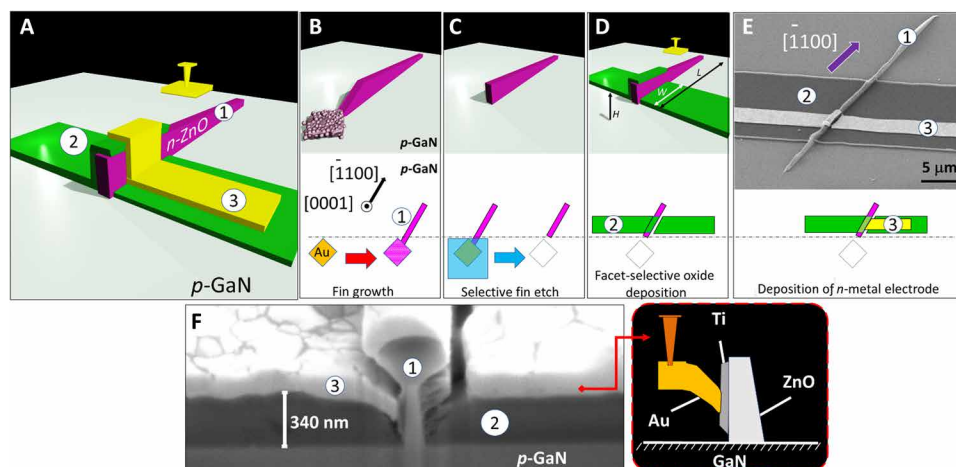 A
1
2
n-ZnO
3
p-GaN
B
p-GaN
p-GaN
[1̄100]
[0001]
1
Au
Fin growth
C
Selective fin etch
D
L
W
H
2
Facet-selective oxide
deposition
E
[1̄100]
1
2
3
5 µm
3
Deposition of n-metal electrode
F
1
3
340 nm
2
p-GaN
Ti
ZnO
Au
GaN